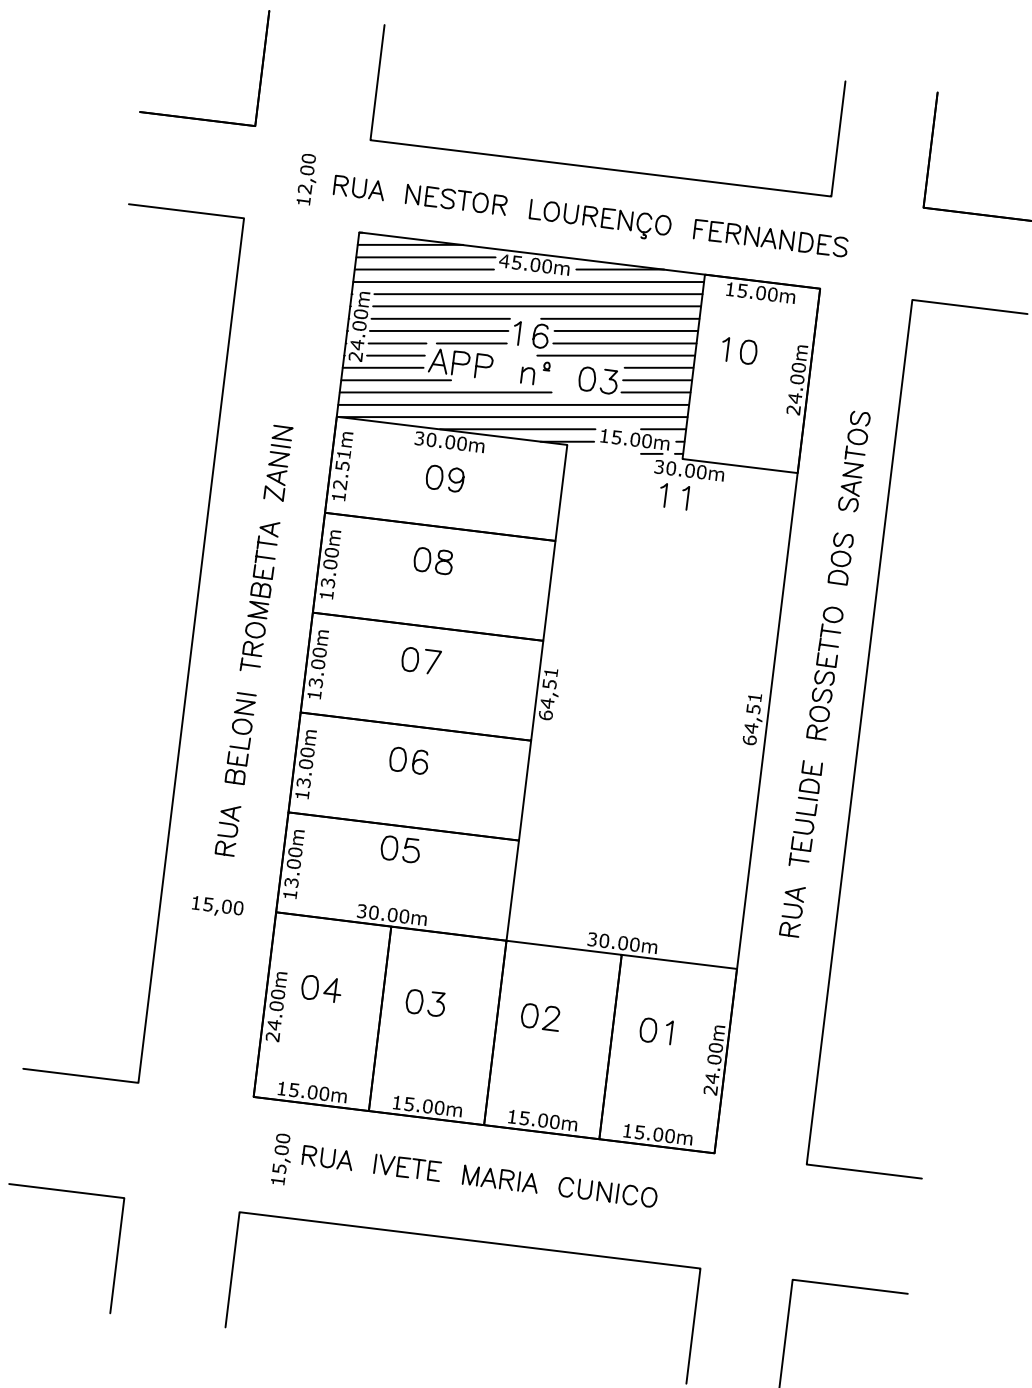 12,00
RUA NESTOR LOURENÇO FERNANDES
45.00m
15.00m
24.00m
16
APP nº 03
10
24.00m
15.00m
30.00m
30.00m
11
12.51m
09
RUA BELONI TROMBETTA ZANIN
RUA TEULIDE ROSSETTO DOS SANTOS
13.00m
08
13.00m
07
64,51
64,51
13.00m
06
13.00m
05
15,00
30.00m
30.00m
24.00m
04
03
02
01
24.00m
15.00m
15.00m
15.00m
15.00m
15,00
RUA IVETE MARIA CUNICO